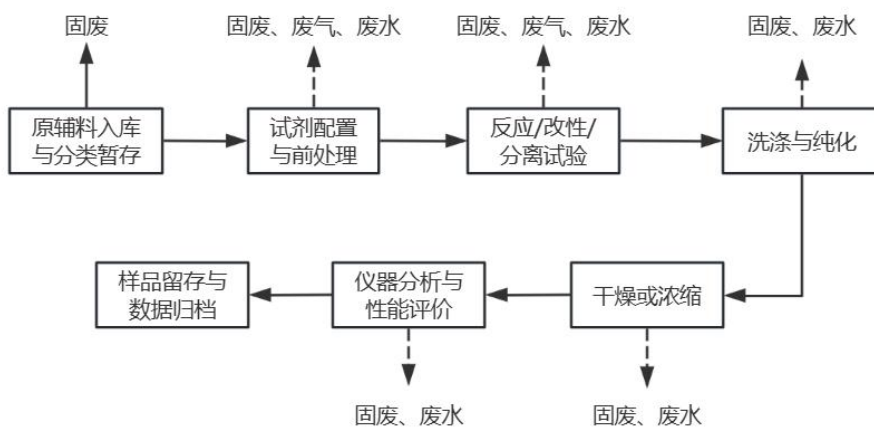 固废
固废、废气、废水
固废、废气、废水
固废、废水
原辅料入库
与分类暂存
试剂配置
与前处理
反应/改性/
分离试验
洗涤与纯化
样品留存与
数据归档
仪器分析与
性能评价
干燥或浓缩
固废、废水
固废、废水